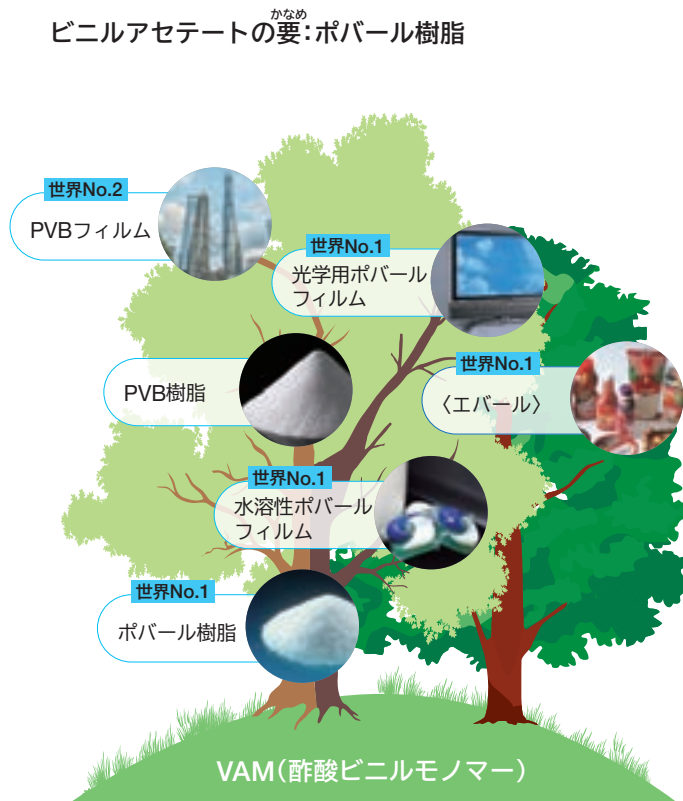 かなめ
ビニルアセテートの要：ポバール樹脂
世界No.2
PVBフィルム
世界No.1
光学用ポバール
フィルム
世界No.1
〈エバール〉
PVB樹脂
世界No.1
水溶性ポバール
フィルム
世界No.1
ポバール樹脂
VAM（酢酸ビニルモノマー）